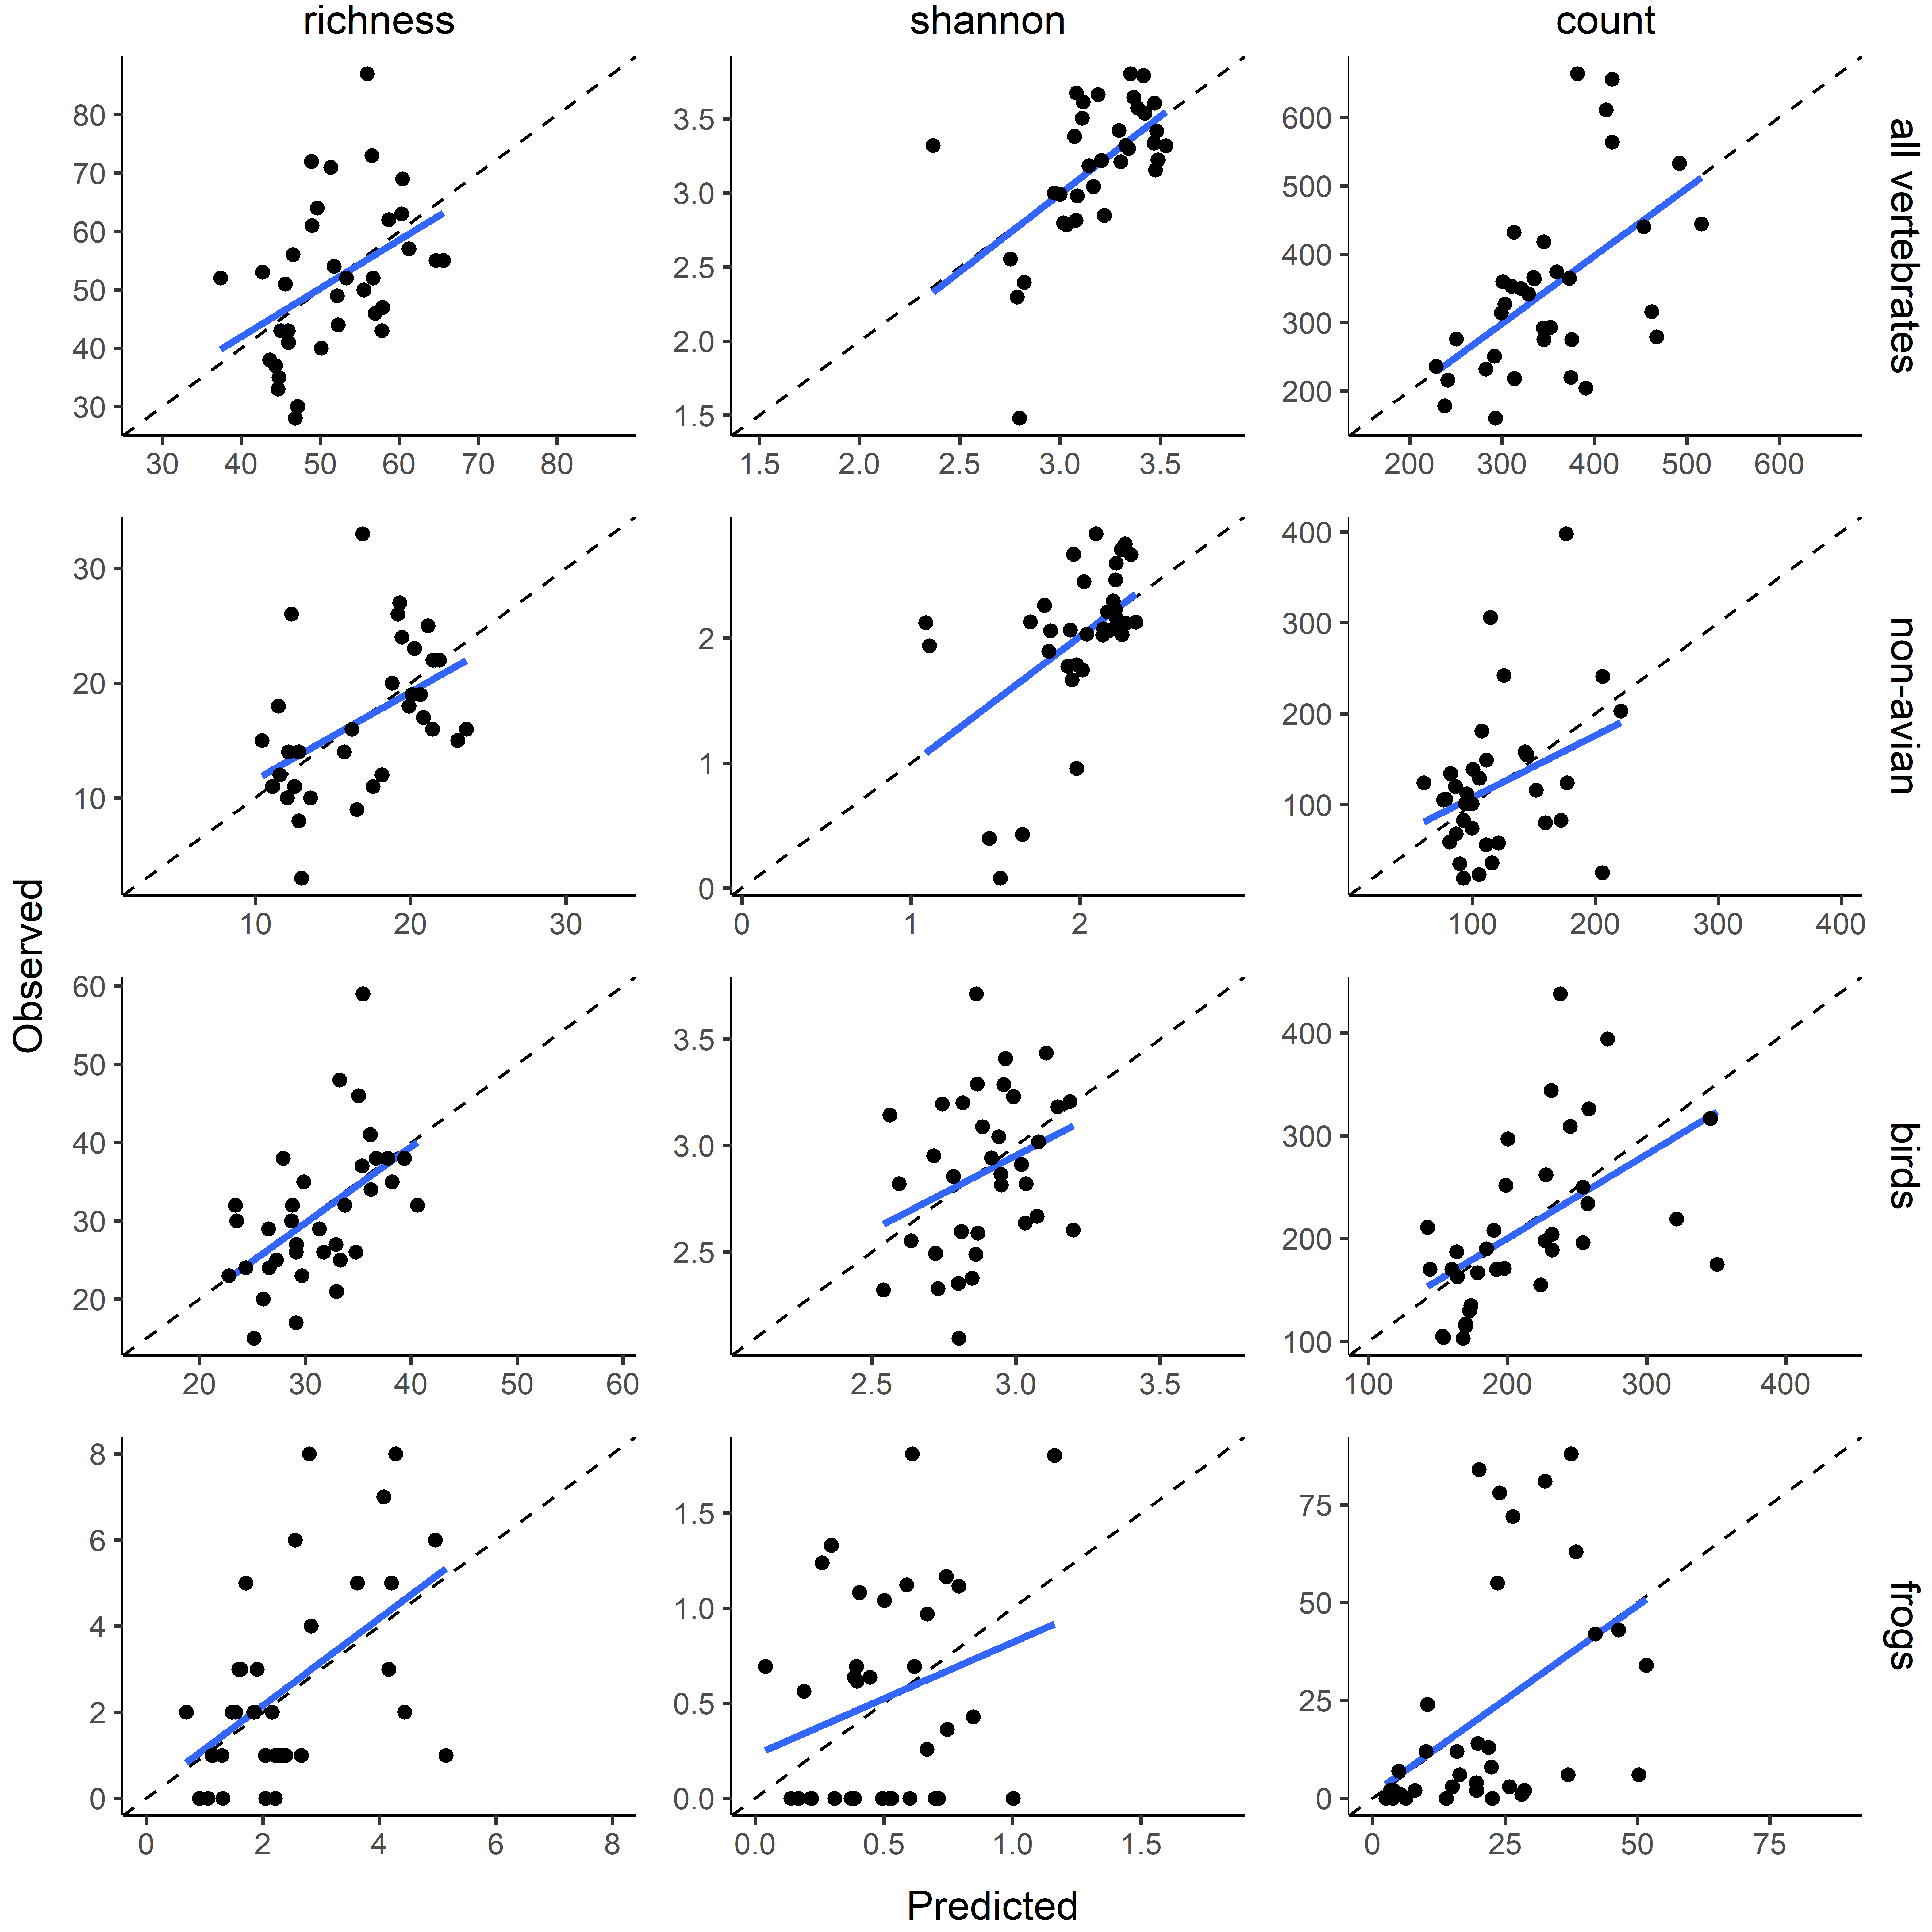 richness shannon count
80
70
60
50
40
30
30 40 50 60 70 80
3.5
3.0
2.5
2.0
1.5
1.5 2.0 2.5 3.0 3.5
600
500
400
300
200
200 300 400 500 600
all vertebrates
30
20
10
10 20 30
2
1
0
0 1 2
400
300
200
100
100 200 300 400
non-avian
Observed
60
50
40
30
20
20 30 40 50 60
3.5
3.0
2.5
2.5 3.0 3.5
400
300
200
100
100 200 300 400
birds
8
6
4
2
0
0 2 4 6 8
1.5
1.0
0.5
0.0
0.0 0.5 1.0 1.5
75
50
25
0
0 25 50 75
frogs
Predicted